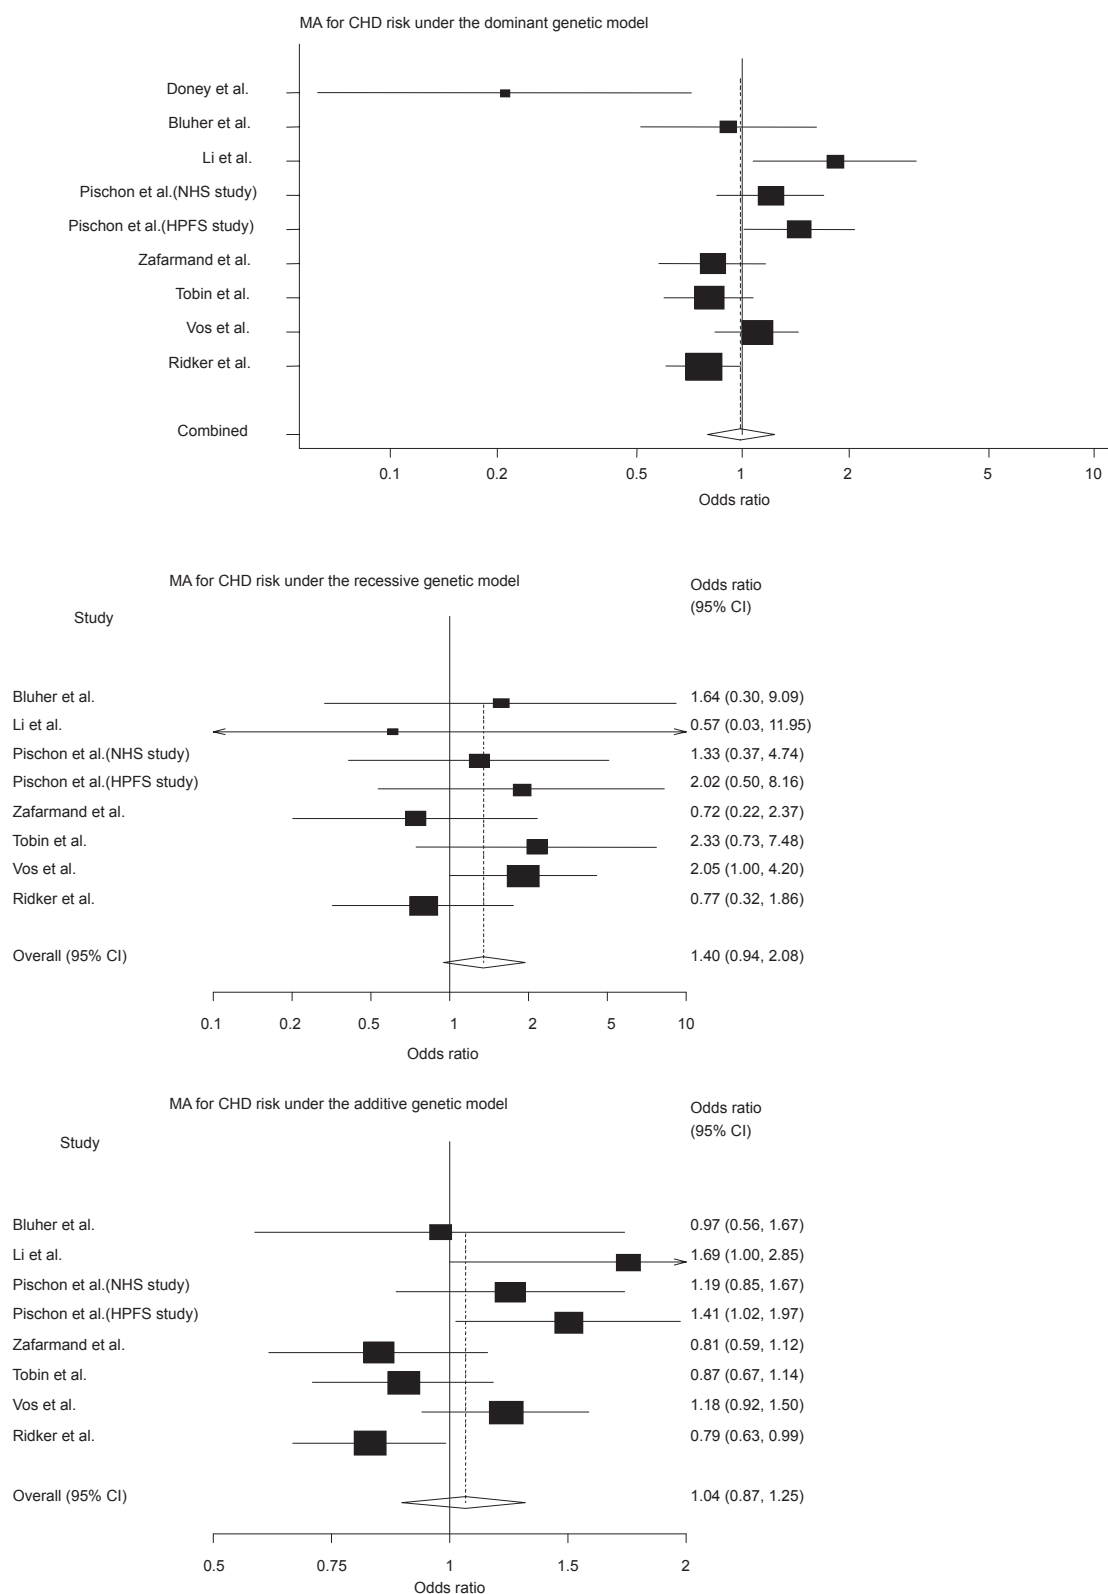 MA for CHD risk under the dominant genetic model
Doney et al.
Bluher et al.
Li et al.
Pischon et al.(NHS study)
Pischon et al.(HPFS study)
Zafarmand et al.
Tobin et al.
Vos et al.
Ridker et al.
Combined
0.1 0.2 0.5 1 2 5 10
Odds ratio
MA for CHD risk under the recessive genetic model
Odds ratio
(95% CI)
Study
Bluher et al. 1.64 (0.30, 9.09)
Li et al. 0.57 (0.03, 11.95)
Pischon et al.(NHS study) 1.33 (0.37, 4.74)
Pischon et al.(HPFS study) 2.02 (0.50, 8.16)
Zafarmand et al. 0.72 (0.22, 2.37)
Tobin et al. 2.33 (0.73, 7.48)
Vos et al. 2.05 (1.00, 4.20)
Ridker et al. 0.77 (0.32, 1.86)
Overall (95% CI) 1.40 (0.94, 2.08)
0.1 0.2 0.5 1 2 5 10
Odds ratio
MA for CHD risk under the additive genetic model
Odds ratio
(95% CI)
Study
Bluher et al. 0.97 (0.56, 1.67)
Li et al. 1.69 (1.00, 2.85)
Pischon et al.(NHS study) 1.19 (0.85, 1.67)
Pischon et al.(HPFS study) 1.41 (1.02, 1.97)
Zafarmand et al. 0.81 (0.59, 1.12)
Tobin et al. 0.87 (0.67, 1.14)
Vos et al. 1.18 (0.92, 1.50)
Ridker et al. 0.79 (0.63, 0.99)
Overall (95% CI) 1.04 (0.87, 1.25)
0.5 0.75 1 1.5 2
Odds ratio